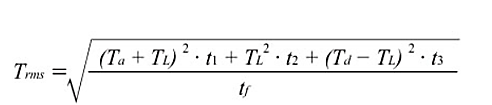 Trms = √((Ta + TL)² · t1 + TL² · t2 + (Td − TL)² · t3 / tf)